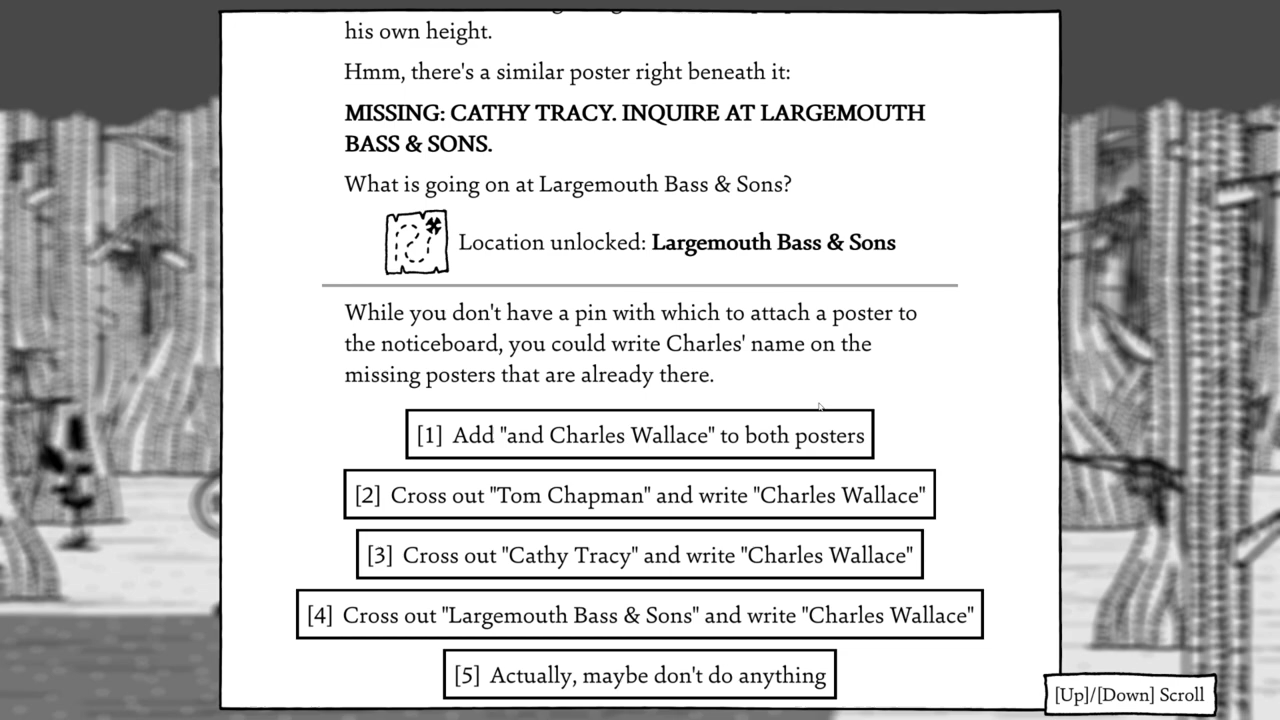 his own height.
Hmm, there's a similar poster right beneath it:
MISSING: CATHY TRACY. INQUIRE AT LARGEMOUTH
BASS & SONS.
What is going on at Largemouth Bass & Sons?
Location unlocked: Largemouth Bass & Sons
While you don't have a pin with which to attach a poster to
the noticeboard, you could write Charles' name on the
missing posters that are already there.
[1] Add "and Charles Wallace" to both posters
[2] Cross out "Tom Chapman" and write "Charles Wallace"
[3] Cross out "Cathy Tracy" and write "Charles Wallace"
[4] Cross out "Largemouth Bass & Sons" and write "Charles Wallace"
[5] Actually, maybe don't do anything
[Up]/[Down] Scroll